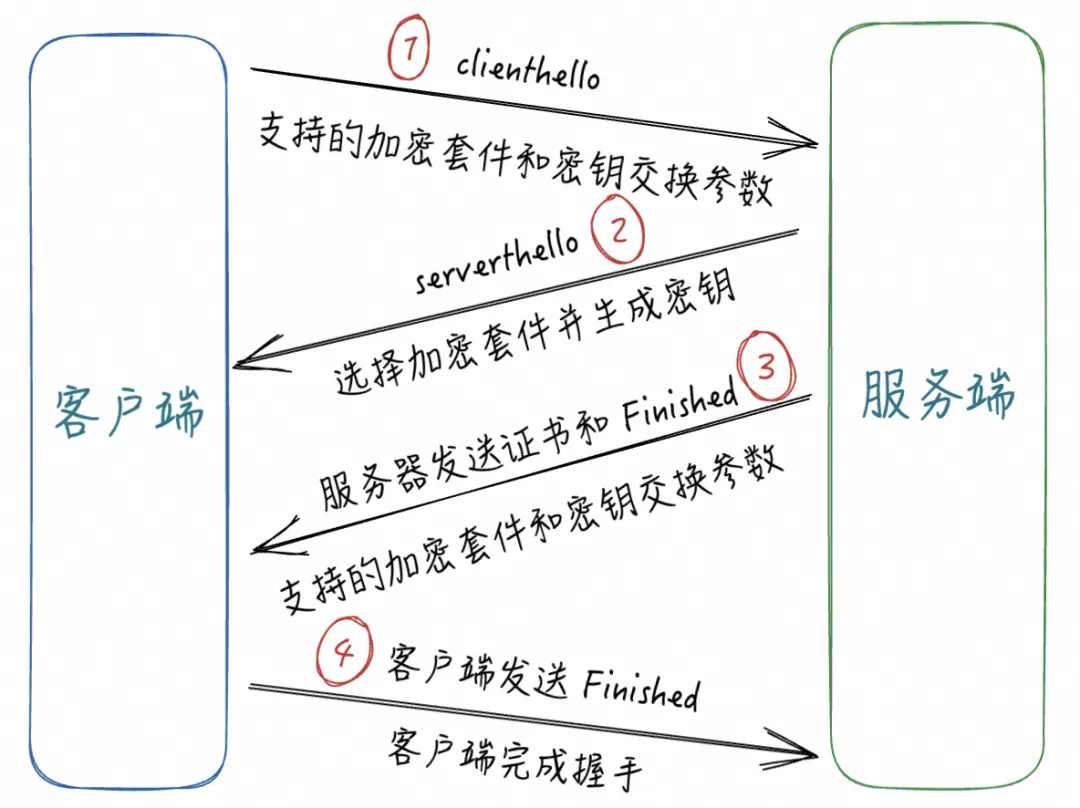 1
clienthello
支持的加密套件和密钥交换参数
2
serverthello
选择加密套件并生成密钥
3
服务器发送证书和 Finished
支持的加密套件和密钥交换参数
4
客户端发送 Finished
客户端完成握手
客户端
服务端